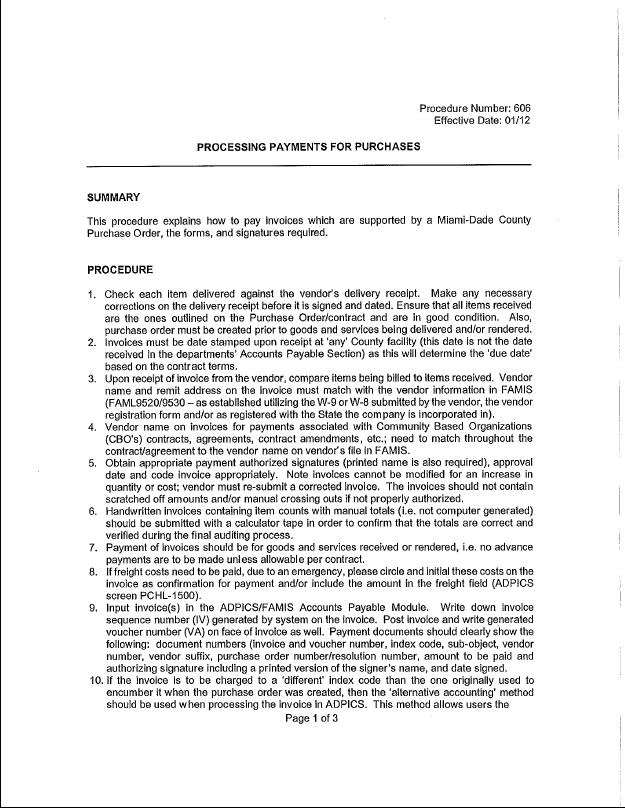 Procedure Number: 606
Effective Date: 01/12
PROCESSING PAYMENTS FOR PURCHASES
SUMMARY
This procedure explains how to pay invoices which are supported by a Miami-Dade County
Purchase Order, the forms, and signatures required.
PROCEDURE
1. Check each item delivered against the vendor's delivery receipt. Make any necessary
corrections on the delivery receipt before it is signed and dated. Ensure that all items received
are the ones outlined on the Purchase Order/contract and are in good condition. Also,
purchase order must be created prior to goods and services being delivered and/or rendered.
2. Invoices must be date stamped upon receipt at 'any' County facility (this date is not the date
received in the departments' Accounts Payable Section) as this will determine the 'due date'
based on the contract terms.
3. Upon receipt of invoice from the vendor, compare items being billed to items received. Vendor
name and remit address on the invoice must match with the vendor information in FAMIS
(FAML9520/9530 – as established utilizing the W-9 or W-8 submitted by the vendor, the vendor
registration form and/or as registered with the State the company is incorporated in).
4. Vendor name on invoices for payments associated with Community Based Organizations
(CBO's) contracts, agreements, contract amendments, etc.; need to match throughout the
contract/agreement to the vendor name on vendor's file in FAMIS.
5. Obtain appropriate payment authorized signatures (printed name is also required), approval
date and code invoice appropriately. Note invoices cannot be modified for an increase in
quantity or cost; vendor must re-submit a corrected invoice. The invoices should not contain
scratched off amounts and/or manual crossing outs if not properly authorized.
6. Handwritten invoices containing item counts with manual totals (i.e. not computer generated)
should be submitted with a calculator tape in order to confirm that the totals are correct and
verified during the final auditing process.
7. Payment of invoices should be for goods and services received or rendered, i.e. no advance
payments are to be made unless allowable per contract.
8. If freight costs need to be paid, due to an emergency, please circle and initial these costs on the
invoice as confirmation for payment and/or include the amount in the freight field (ADPICS
screen PCHL-1500).
9. Input invoice(s) in the ADPICS/FAMIS Accounts Payable Module. Write down invoice
sequence number (IV) generated by system on the invoice. Post invoice and write generated
voucher number (VA) on face of invoice as well. Payment documents should clearly show the
following: document numbers (invoice and voucher number, index code, sub-object, vendor
number, vendor suffix, purchase order number/resolution number, amount to be paid and
authorizing signature including a printed version of the signer's name, and date signed.
10. If the invoice is to be charged to a 'different' index code than the one originally used to
encumber it when the purchase order was created, then the 'alternative accounting' method
should be used when processing the invoice in ADPICS. This method allows users the
Page 1 of 3